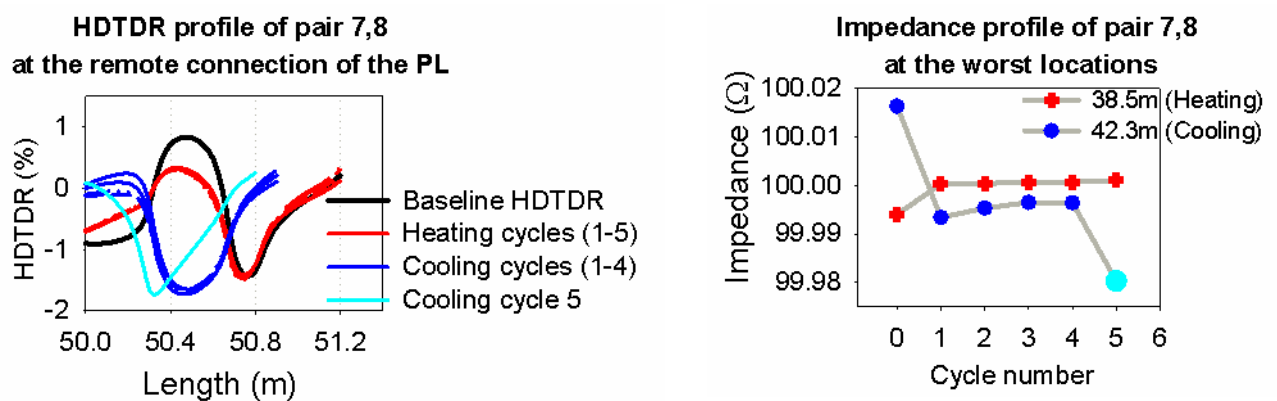 HDTDR profile of pair 7,8
at the remote connection of the PL
HDTDR (%)
1
0
-1
-2
50.0 50.4 50.8 51.2
Length (m)
Baseline HDTDR
Heating cycles (1-5)
Cooling cycles (1-4)
Cooling cycle 5
Impedance profile of pair 7,8
at the worst locations
Impedance (Ω)
100.02
100.01
100.00
99.99
99.98
38.5m (Heating)
42.3m (Cooling)
0 1 2 3 4 5 6
Cycle number